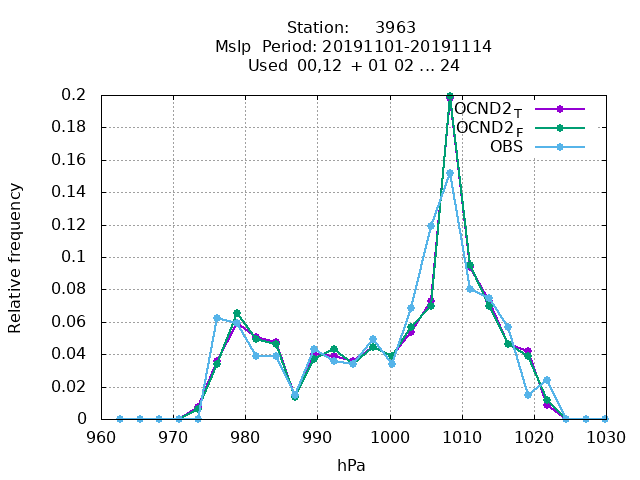 Station: 3963
Mslp Period: 20191101-20191114
Used 00,12 + 01 02 ... 24
OCND2 T
OCND2 F
OBS
0.2
0.18
0.16
0.14
0.12
0.1
0.08
0.06
0.04
0.02
0
Relative frequency
960 970 980 990 1000 1010 1020 1030
hPa